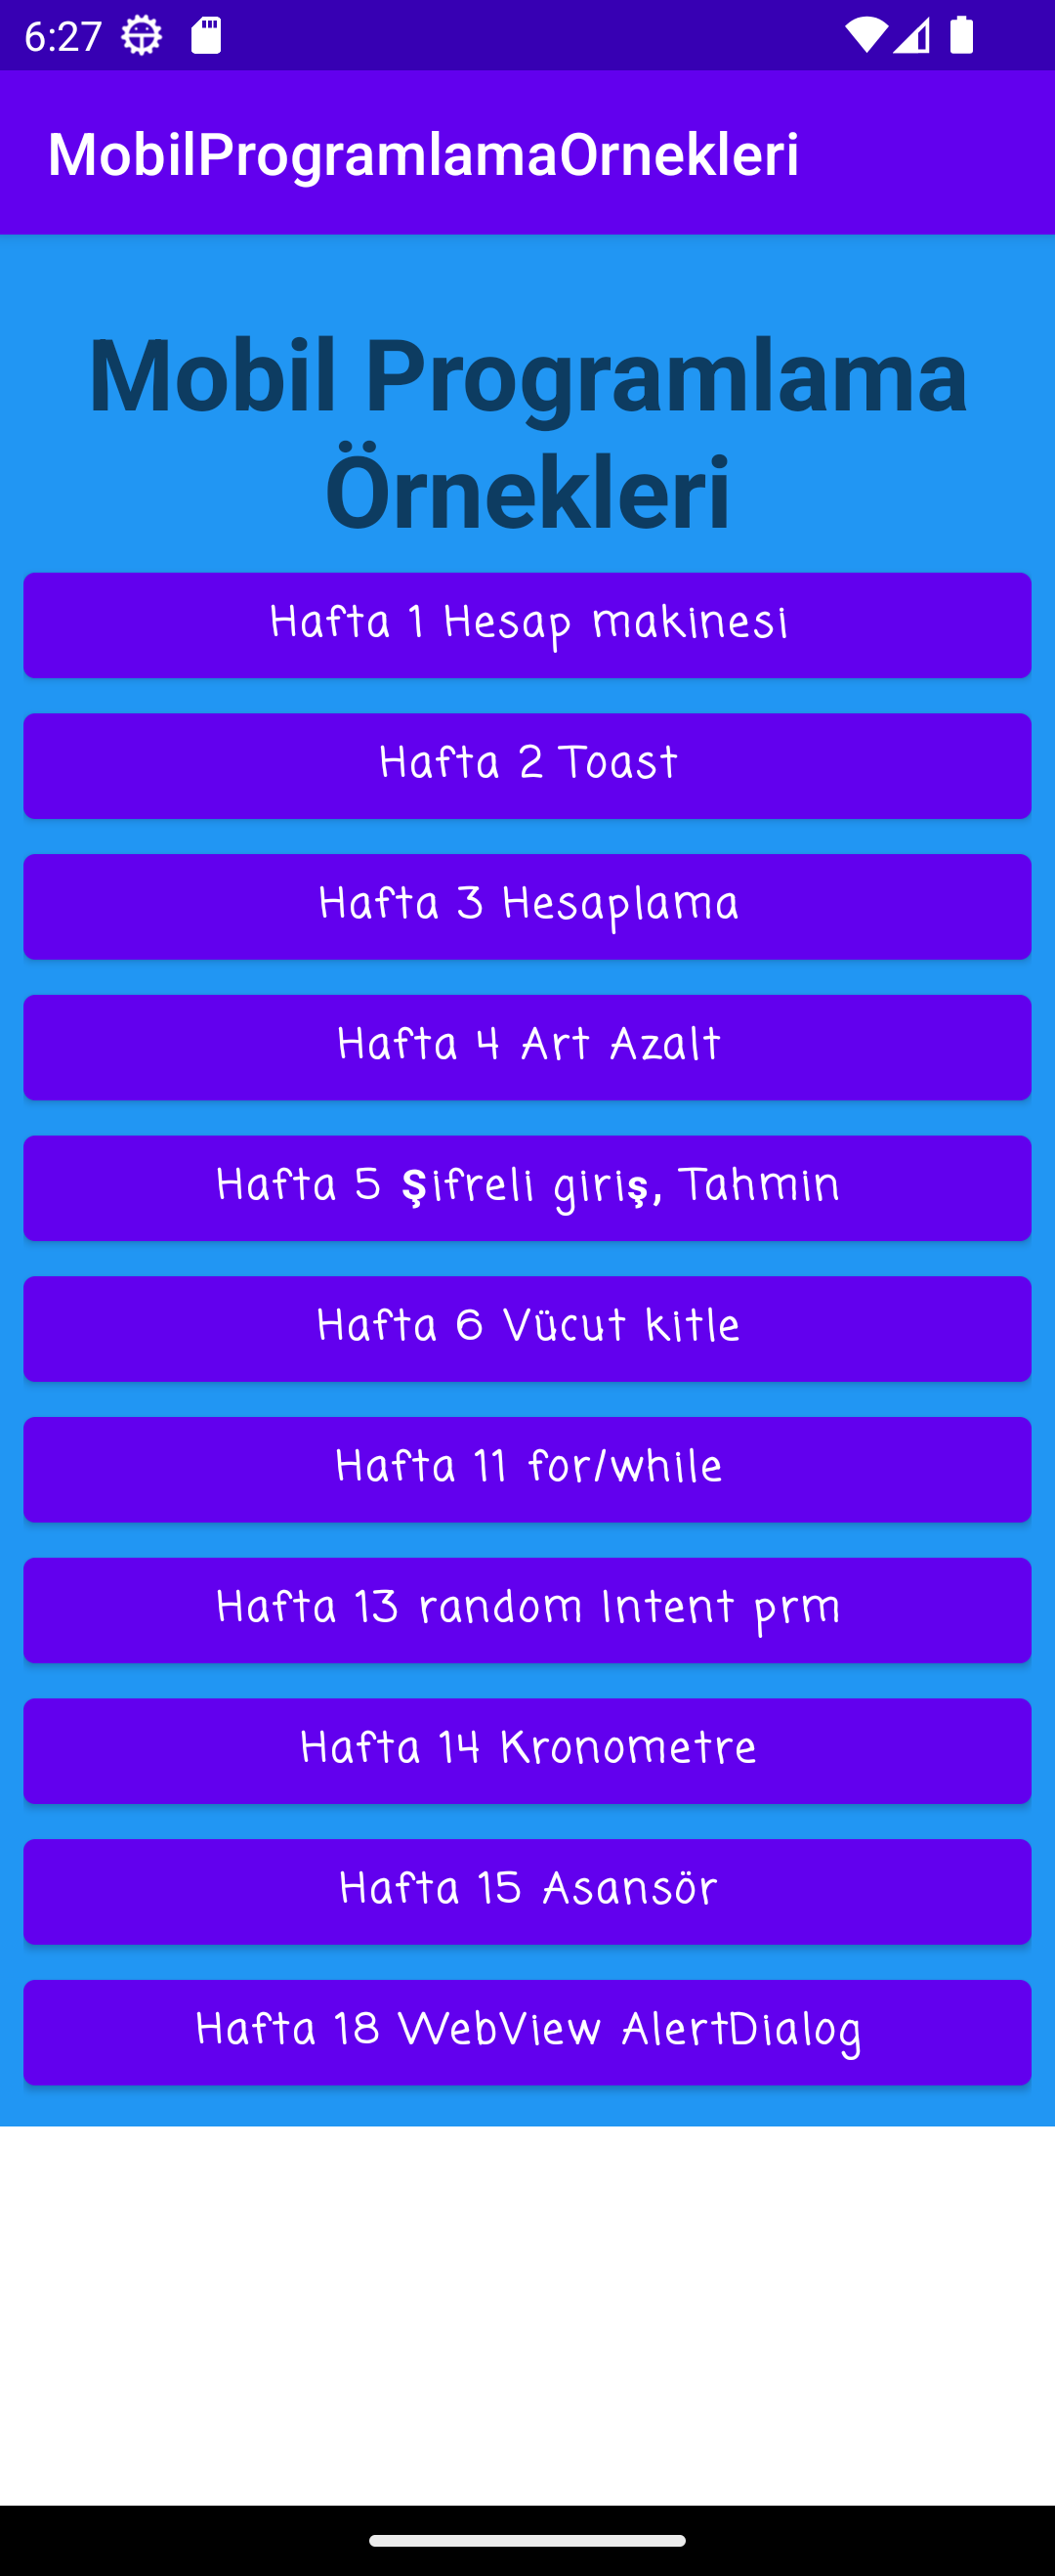 6:27
MobilProgramlamaOrnekleri
Mobil Programlama
Örnekleri
Hafta 1 Hesap makinesi
Hafta 2 Toast
Hafta 3 Hesaplama
Hafta 4 Art Azalt
Hafta 5 Şifreli giriş, Tahmin
Hafta 6 Vücut kitle
Hafta 11 for/while
Hafta 13 random Intent prm
Hafta 14 Kronometre
Hafta 15 Asansör
Hafta 18 WebView AlertDialog